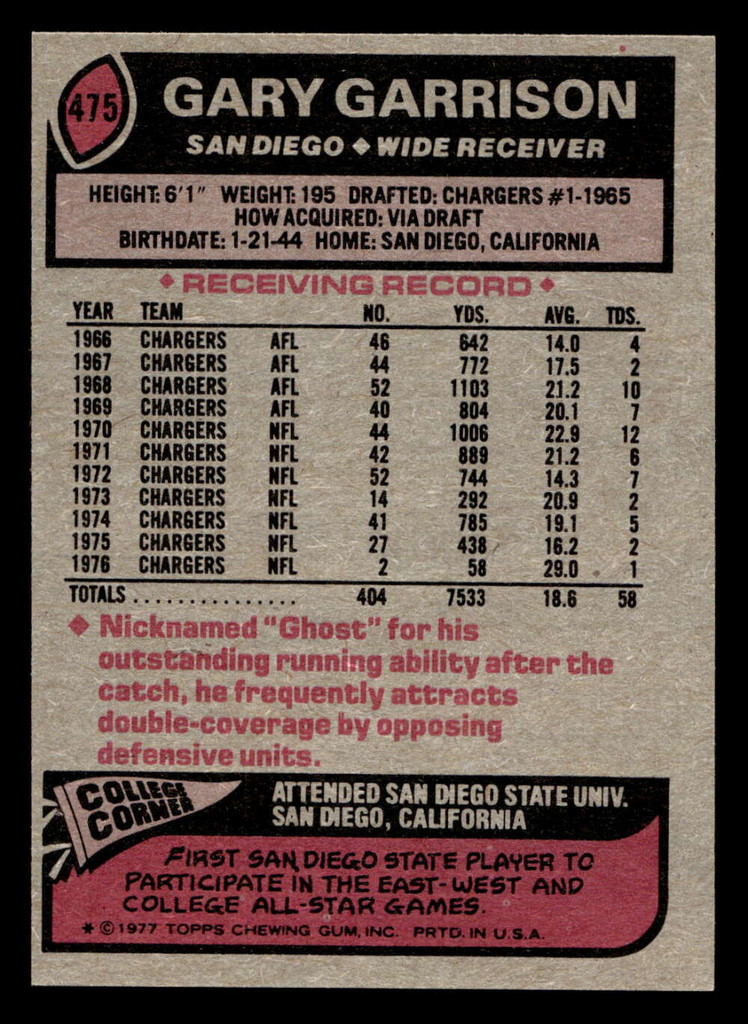 475
GARY GARRISON
SAN DIEGO ◆ WIDE RECEIVER
HEIGHT: 6'1" WEIGHT: 195 DRAFTED: CHARGERS #1-1965
HOW ACQUIRED: VIA DRAFT
BIRTHDATE: 1-21-44 HOME: SAN DIEGO, CALIFORNIA
◆ RECEIVING RECORD ◆
YEAR TEAM NO. YDS. AVG. TDS.
1966 CHARGERS AFL 46 642 14.0 4
1967 CHARGERS AFL 44 772 17.5 2
1968 CHARGERS AFL 52 1103 21.2 10
1969 CHARGERS AFL 40 804 20.1 7
1970 CHARGERS NFL 44 1006 22.9 12
1971 CHARGERS NFL 42 889 21.2 6
1972 CHARGERS NFL 52 744 14.3 7
1973 CHARGERS NFL 14 292 20.9 2
1974 CHARGERS NFL 41 785 19.1 5
1975 CHARGERS NFL 27 438 16.2 2
1976 CHARGERS NFL 2 58 29.0 1
TOTALS ................ 404 7533 18.6 58
◆ Nicknamed "Ghost" for his
outstanding running ability after the
catch, he frequently attracts
double-coverage by opposing
defensive units.
COLLEGE
CORNER
ATTENDED SAN DIEGO STATE UNIV.
SAN DIEGO, CALIFORNIA
FIRST SAN DIEGO STATE PLAYER TO
PARTICIPATE IN THE EAST-WEST AND
COLLEGE ALL-STAR GAMES.
* © 1977 TOPPS CHEWING GUM, INC. PRTD. IN U.S.A.